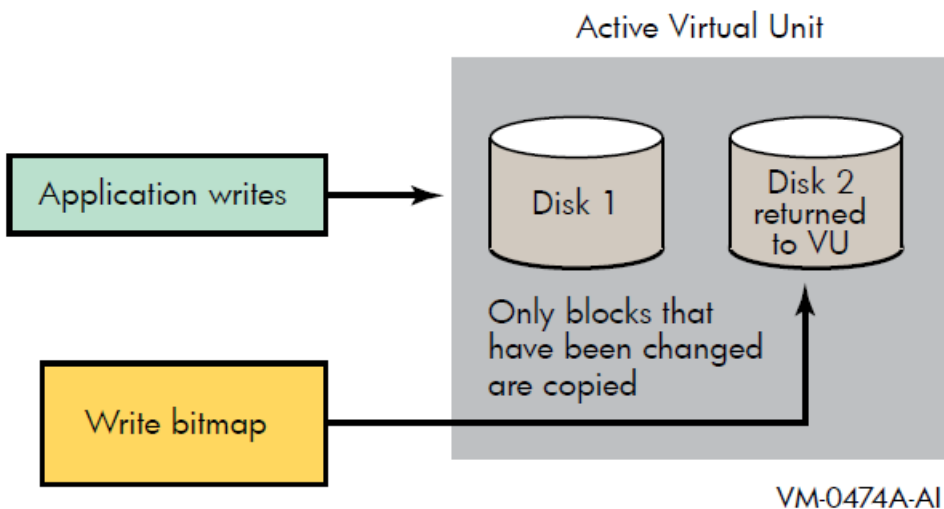 Active Virtual Unit
Application writes
Disk 1
Disk 2
returned
to VU
Only blocks that
have been changed
are copied
Write bitmap
VM-0474A-AI